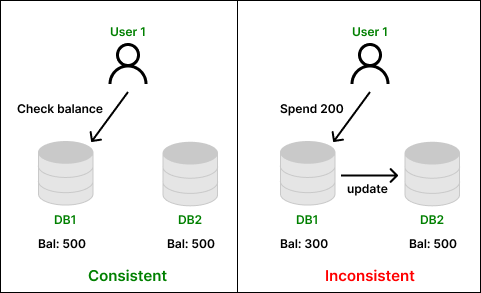 User 1
Check balance
DB1
DB2
Bal: 500
Bal: 500
Consistent
User 1
Spend 200
update
DB1
DB2
Bal: 300
Bal: 500
Inconsistent